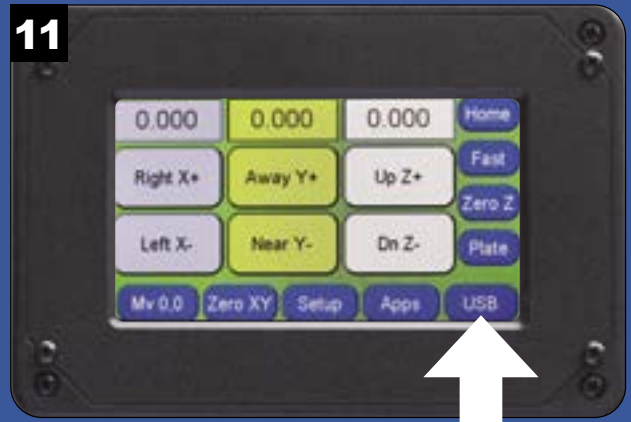 11
0.000 0.000 0.000 Home
Right X+ Away Y+ Up Z+ Fast
Zero Z
Left X- Near Y- Dn Z- Plate
Mv 0,0 Zero XY Setup Apps USB